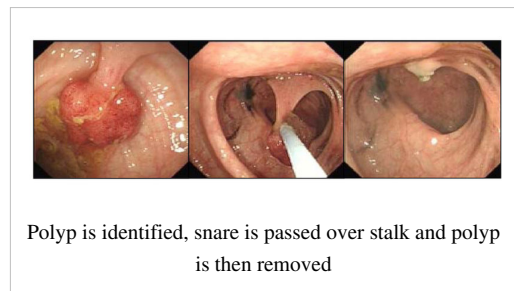 Polyp is identified, snare is passed over stalk and polyp
is then removed